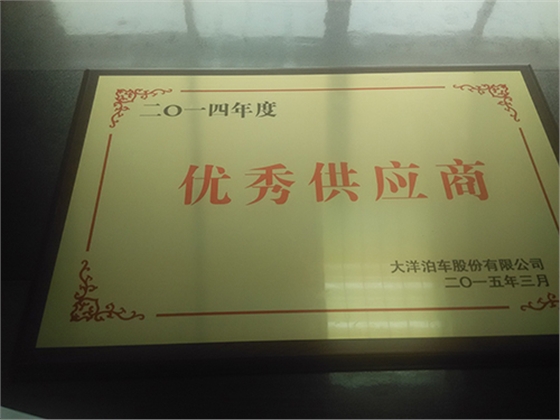 二〇一四年度
优秀供应商
大洋泊车股份有限公司
二〇一五年三月